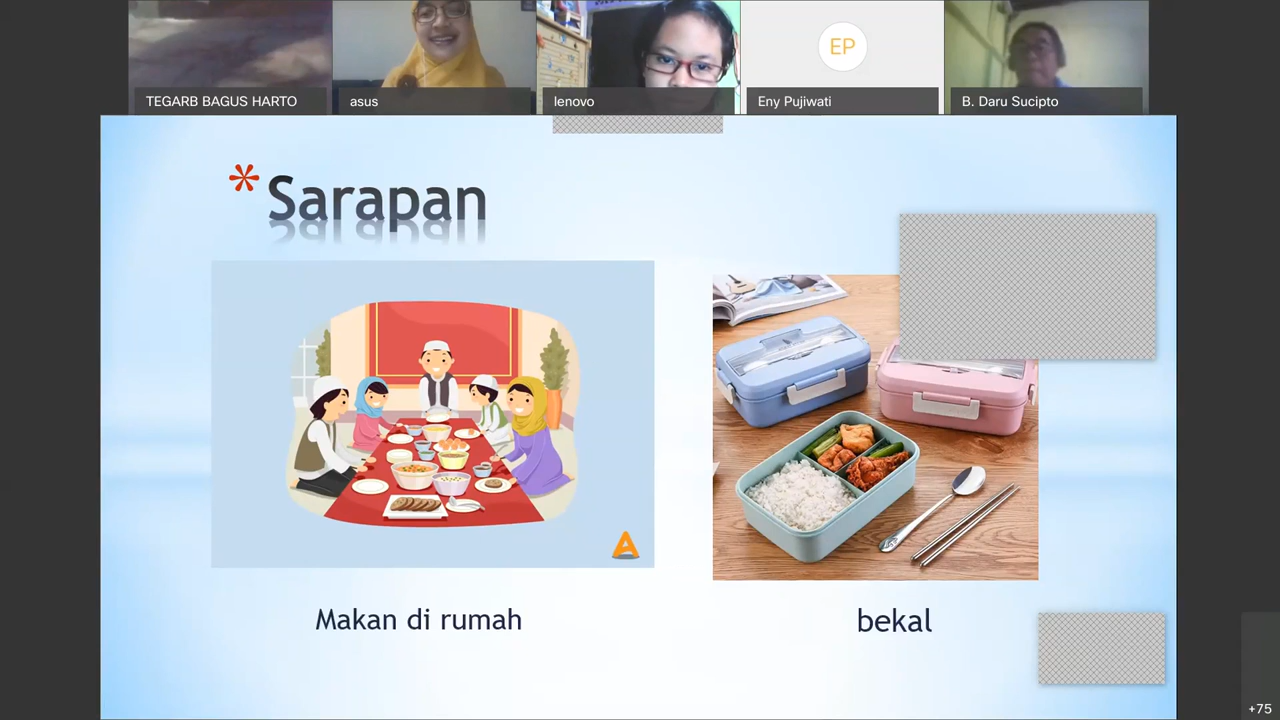 TEGARB BAGUS HARTO
asus
lenovo
EP
Eny Pujiwati
B. Daru Sucipto
*Sarapan
Makan di rumah
bekal
+75